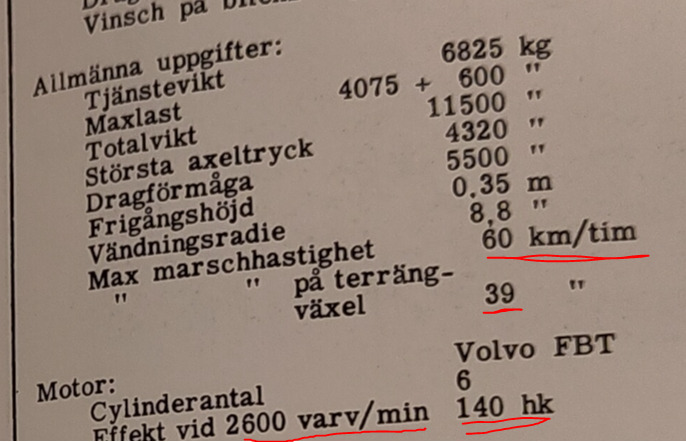 Vinsch på
Allmänna uppgifter:
Tjänstevikt 6825 kg
Maxlast 4075 + 600 "
Totalvikt 11500 "
Största axeltryck 4320 "
Dragförmåga 5500 "
Frigångshöjd 0.35 m
Vändningsradie 8,8 "
Max marschhastighet 60 km/tim
" " på terräng-
växel 39 "
Motor: Volvo FBT
Cylinderantal 6
Effekt vid 2600 varv/min 140 hk